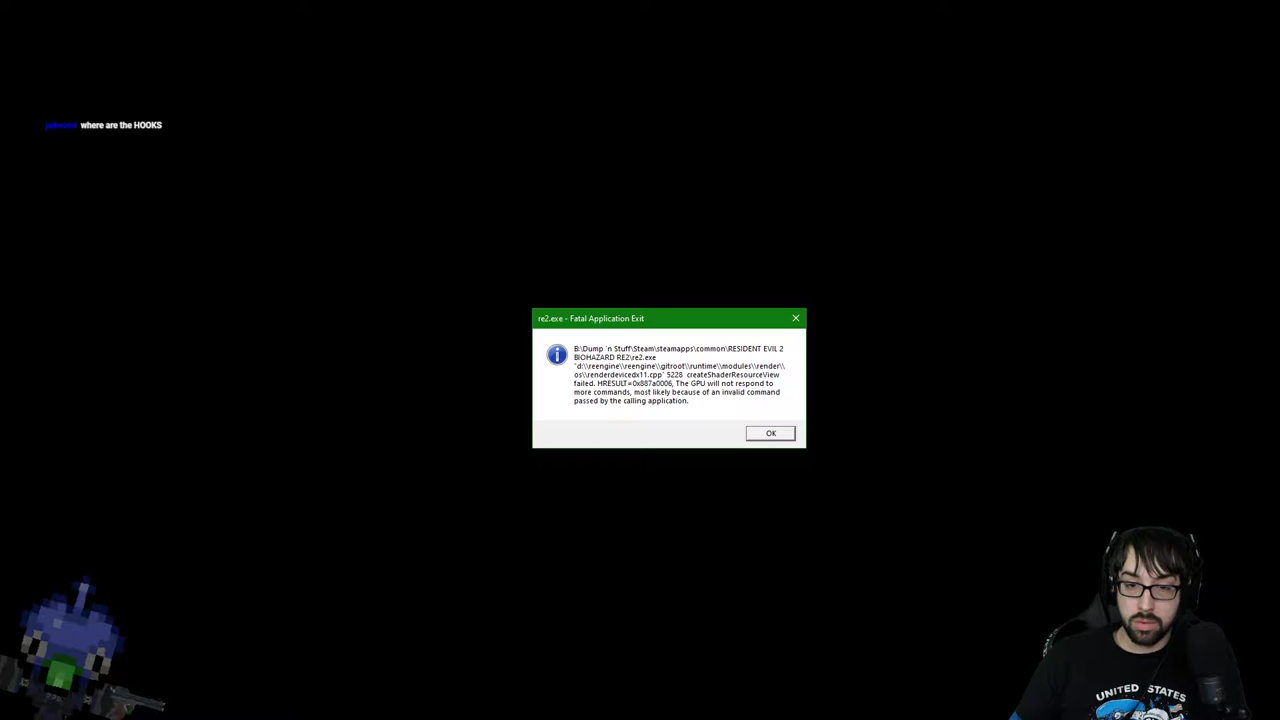 where are the HOOKS
re2.exe - Fatal Application Exit
B:\Dump 'n Stuff\Steam\steamapps\common\RESIDENT EVIL 2
BIOHAZARD RE2\re2.exe
"d:\\reengine\\reengine\\gitroot\\runtime\\modules\\render\\
os\\renderdevicedx11.cpp" 5228 createShaderResourceView
failed. HRESULT=0x887a0006, The GPU will not respond to
more commands, most likely because of an invalid command
passed by the calling application.
OK
UNITED STATES